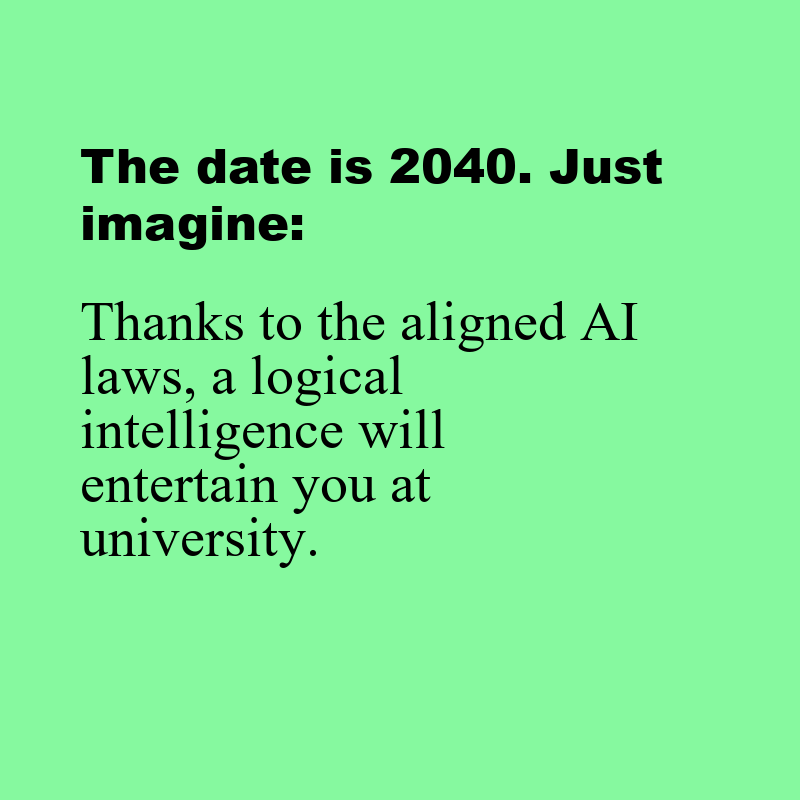 The date is 2040. Just
imagine:
Thanks to the aligned AI
laws, a logical
intelligence will
entertain you at
university.